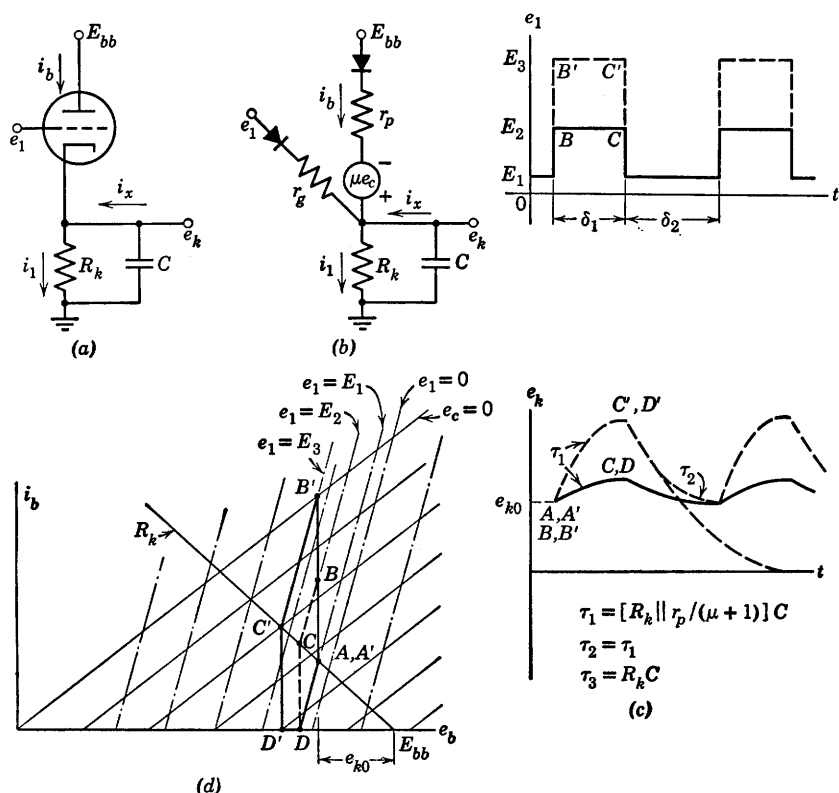 E_bb
i_b
e_1
i_x
e_k
i_1
R_k
C
(a)
E_bb
i_b
r_p
e_1
−
μe_c
+
r_g
i_x
e_k
i_1
R_k
C
(b)
e_1
E_3
B′ C′
E_2
B C
E_1
0
t
δ_1 δ_2
e_1 = 0
e_1 = E_1
e_c = 0
e_1 = E_2
e_1 = E_3
B′
i_b
R_k
B
C′
C
A, A′
D′ D
E_bb
e_b
e_k0
(d)
e_k
C′, D′
τ_1
C, D
τ_2
e_k0
A, A′
B, B′
t
τ_1 = [R_k || r_p/(μ + 1)] C
τ_2 = τ_1
τ_3 = R_k C
(c)